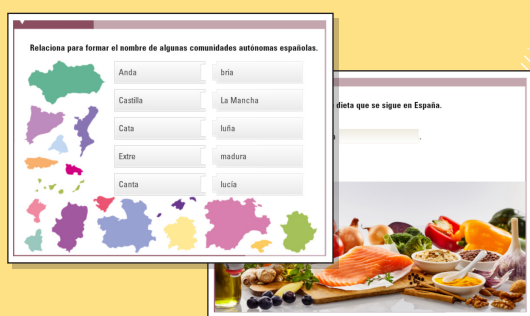 Relaciona para formar el nombre de algunas comunidades autónomas españolas.
Anda
bria
Castilla
La Mancha
Cata
luña
Extre
madura
Canta
lucía
dieta que se sigue en España.
.